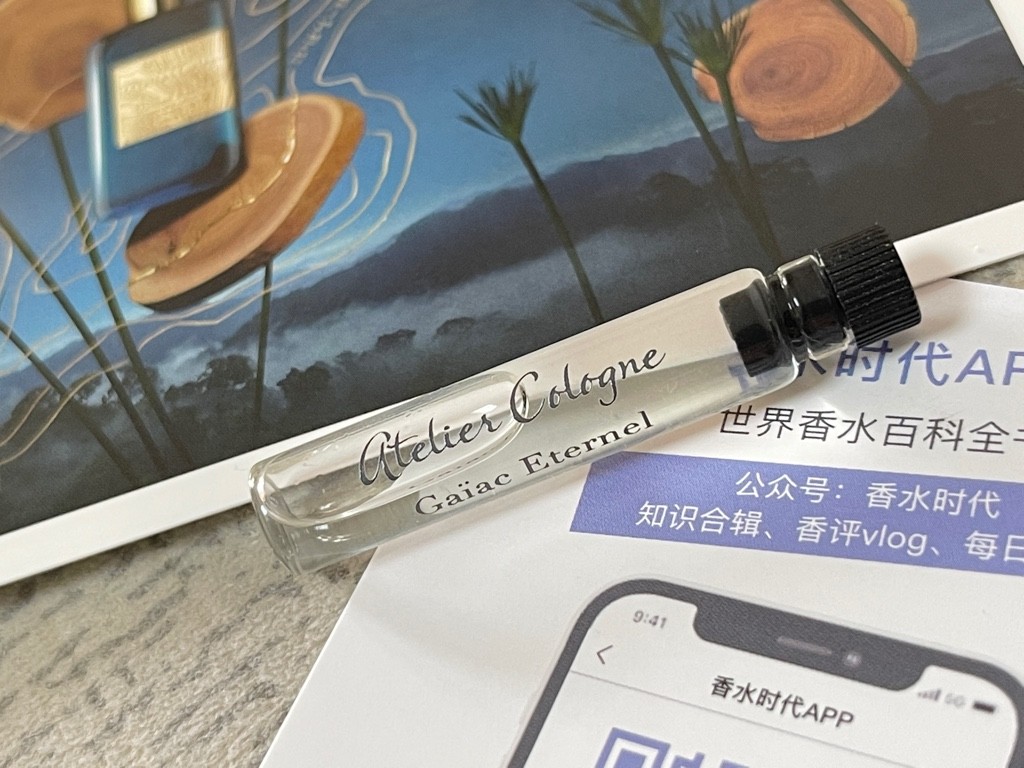 Atelier Cologne
Gaïac Eternel
水时代AP
世界香水百科全
公众号：香水时代
知识合辑、香评vlog、每日
9:41
5G
香水时代APP